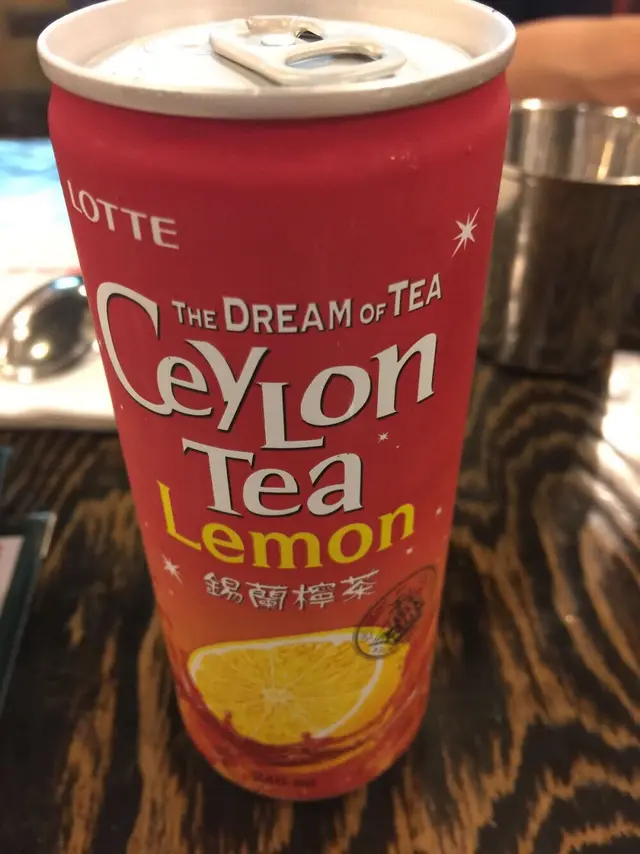 LOTTE
THE DREAM OF TEA
CEYLON
TEA
Lemon
錫蘭檸茶